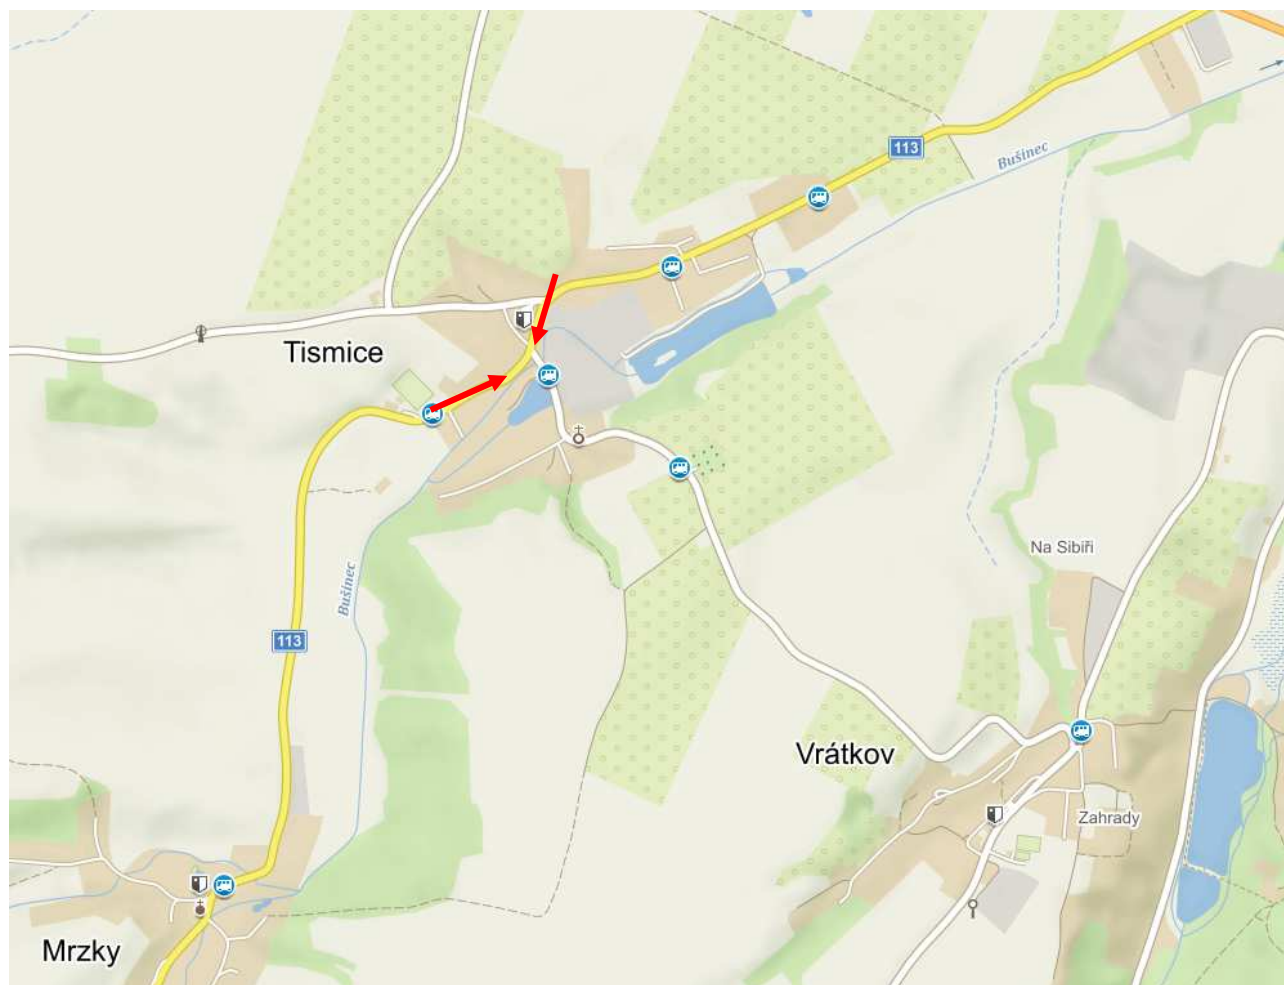 113
Bušinec
Tismice
Na Sibiři
Bušinec
113
Vrátkov
Zahrady
Mrzky